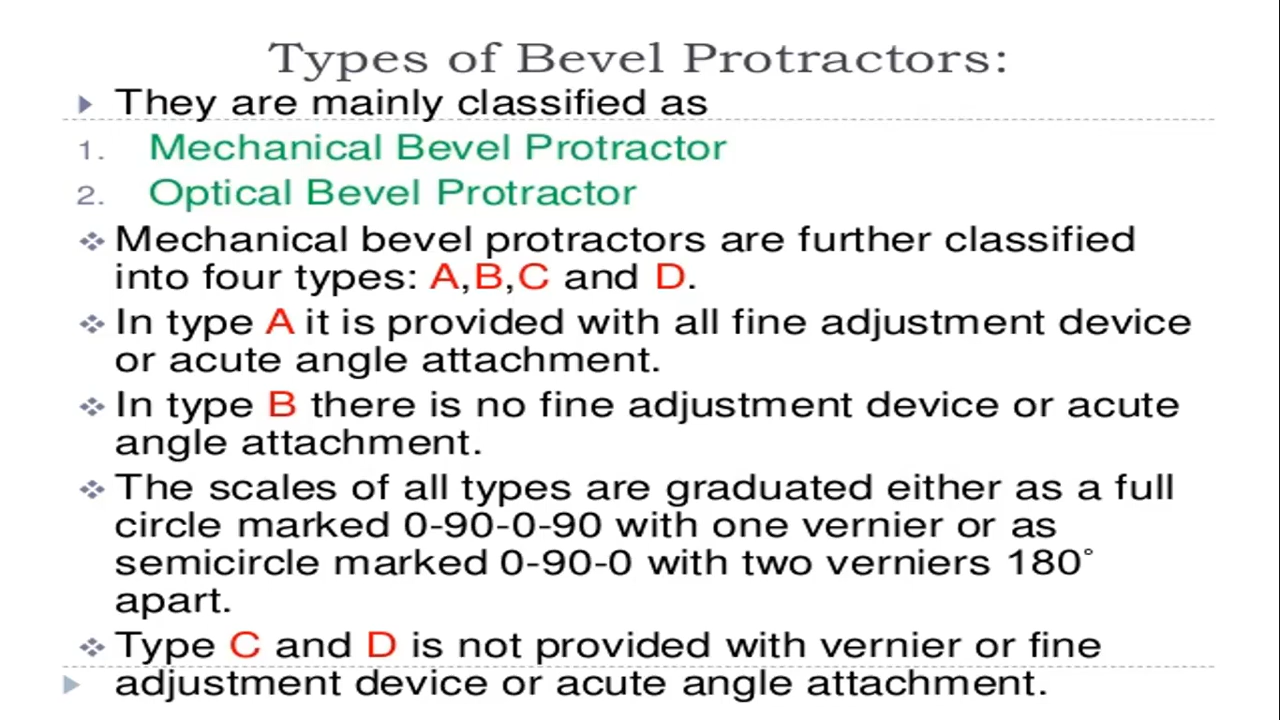 Types of Bevel Protractors:
They are mainly classified as
1. Mechanical Bevel Protractor
2. Optical Bevel Protractor
Mechanical bevel protractors are further classified
into four types: A,B,C and D.
In type A it is provided with all fine adjustment device
or acute angle attachment.
In type B there is no fine adjustment device or acute
angle attachment.
The scales of all types are graduated either as a full
circle marked 0-90-0-90 with one vernier or as
semicircle marked 0-90-0 with two verniers 180˚
apart.
Type C and D is not provided with vernier or fine
adjustment device or acute angle attachment.